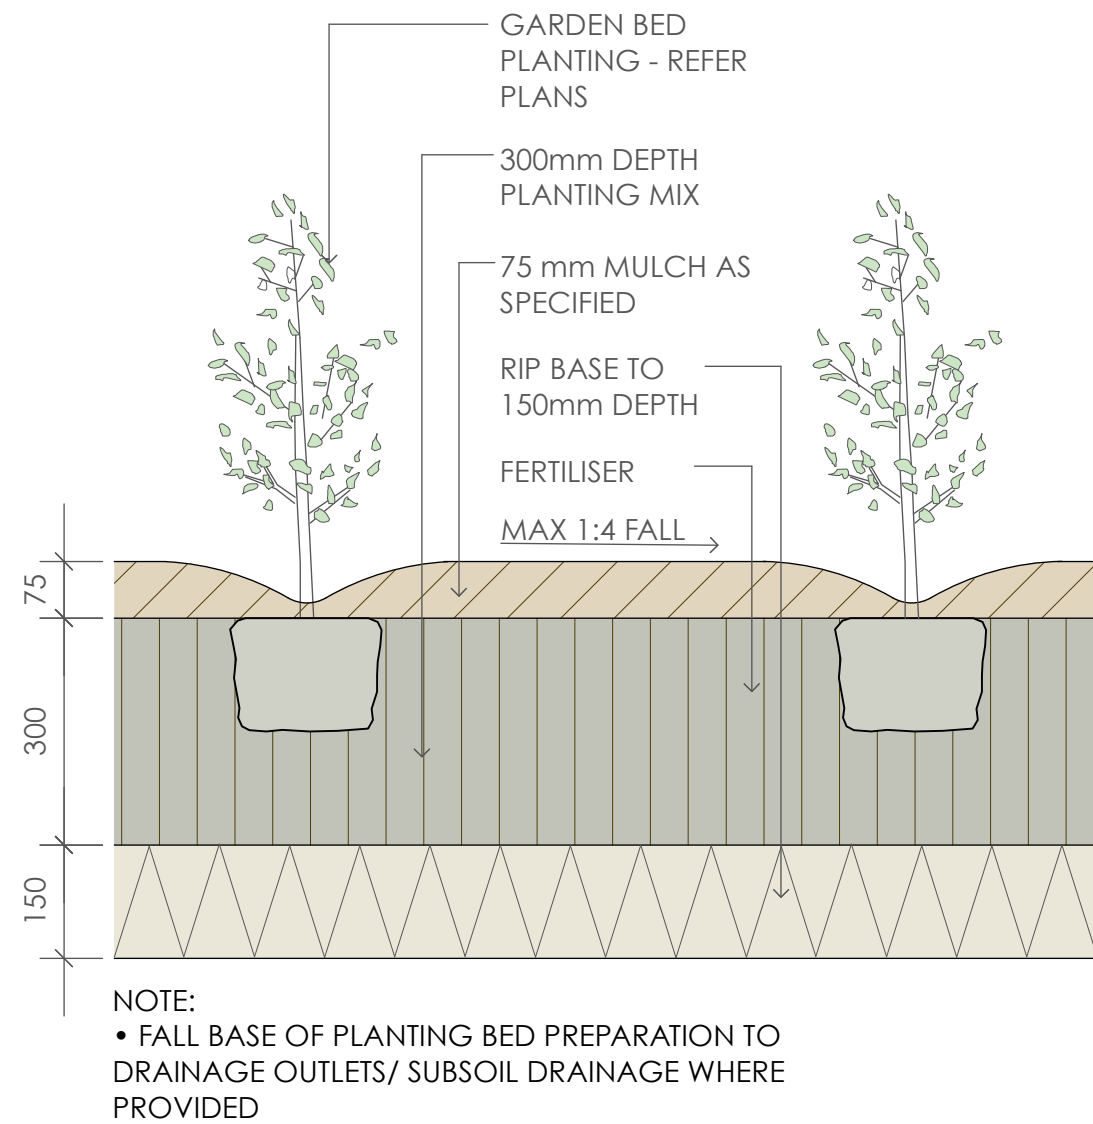 GARDEN BED
PLANTING - REFER
PLANS
300mm DEPTH
PLANTING MIX
75 mm MULCH AS
SPECIFIED
RIP BASE TO
150mm DEPTH
FERTILISER
MAX 1:4 FALL
75
300
150
NOTE:
• FALL BASE OF PLANTING BED PREPARATION TO
DRAINAGE OUTLETS/ SUBSOIL DRAINAGE WHERE
PROVIDED